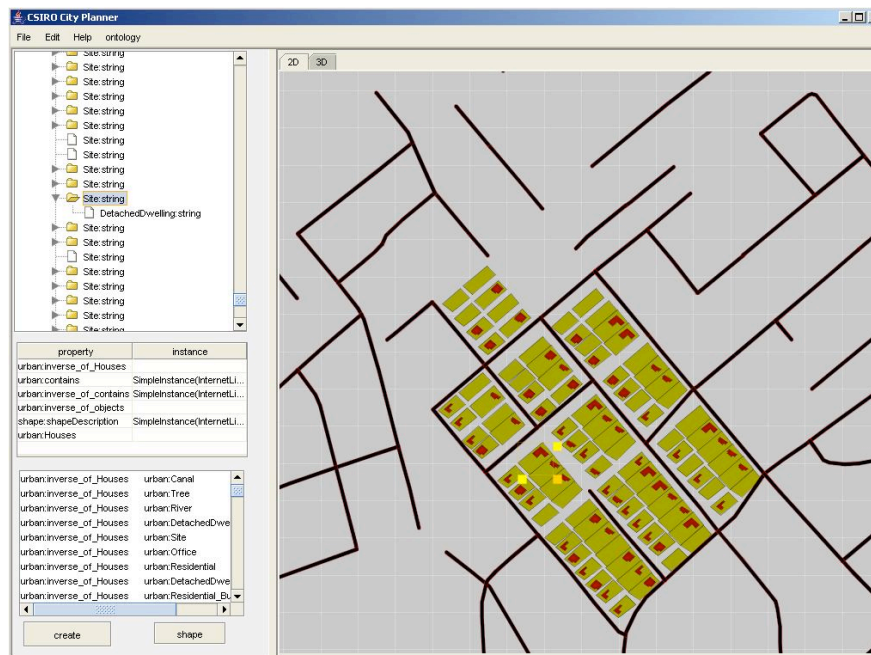 CSIRO City Planner
File Edit Help ontology
Site:string
Site:string
Site:string
Site:string
Site:string
Site:string
Site:string
Site:string
Site:string
Site:string
Site:string
DetachedDwelling:string
Site:string
Site:string
Site:string
Site:string
Site:string
Site:string
Site:string
Site:string
property instance
urban:inverse_of_Houses
urban:contains SimpleInstance(InternetLi...
urban:inverse_of_contains SimpleInstance(InternetLi...
urban:inverse_of_objects
shape:shapeDescription SimpleInstance(InternetLi...
urban:Houses
urban:inverse_of_Houses urban:Canal
urban:inverse_of_Houses urban:Tree
urban:inverse_of_Houses urban:River
urban:inverse_of_Houses urban:DetachedDwe
urban:inverse_of_Houses urban:Site
urban:inverse_of_Houses urban:Office
urban:inverse_of_Houses urban:Residential
urban:inverse_of_Houses urban:DetachedDwe
urban:inverse_of_Houses urban:Residential_Bu
create shape
2D 3D